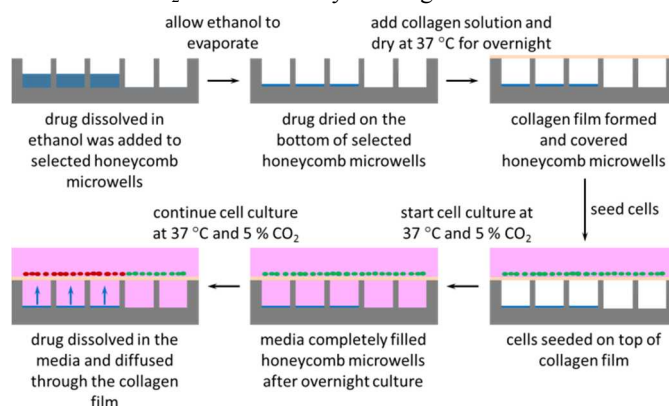 allow ethanol to
evaporate
add collagen solution and
dry at 37 °C for overnight
drug dissolved in
ethanol was added to
selected honeycomb
microwells
drug dried on the
bottom of selected
honeycomb microwells
collagen film formed
and covered
honeycomb microwells
seed cells
continue cell culture
at 37 °C and 5 % CO₂
start cell culture at
37 °C and 5 % CO₂
drug dissolved in the
media and diffused
through the collagen
film
media completely filled
honeycomb microwells
after overnight culture
cells seeded on top of
collagen film